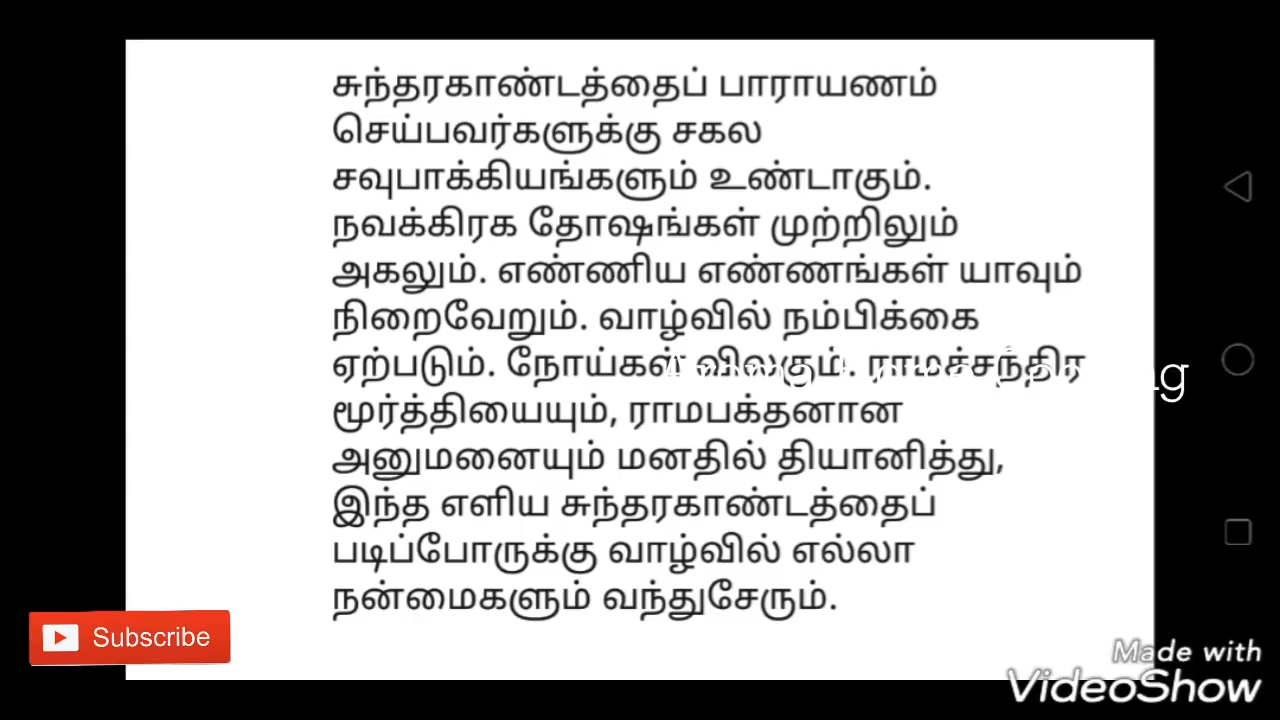 சுந்தரகாண்டத்தைப் பாராயணம்
செய்பவர்களுக்கு சகல
சவுபாக்கியங்களும் உண்டாகும்.
நவக்கிரக தோஷங்கள் முற்றிலும்
அகலும். எண்ணிய எண்ணங்கள் யாவும்
நிறைவேறும். வாழ்வில் நம்பிக்கை
ஏற்படும். நோய்கள் விலகும். ராமச்சந்திர
மூர்த்தியையும், ராமபக்தனான
அனுமனையும் மனதில் தியானித்து,
இந்த எளிய சுந்தரகாண்டத்தைப்
படிப்போருக்கு வாழ்வில் எல்லா
நன்மைகளும் வந்துசேரும்.
Subscribe
Made with
VideoShow